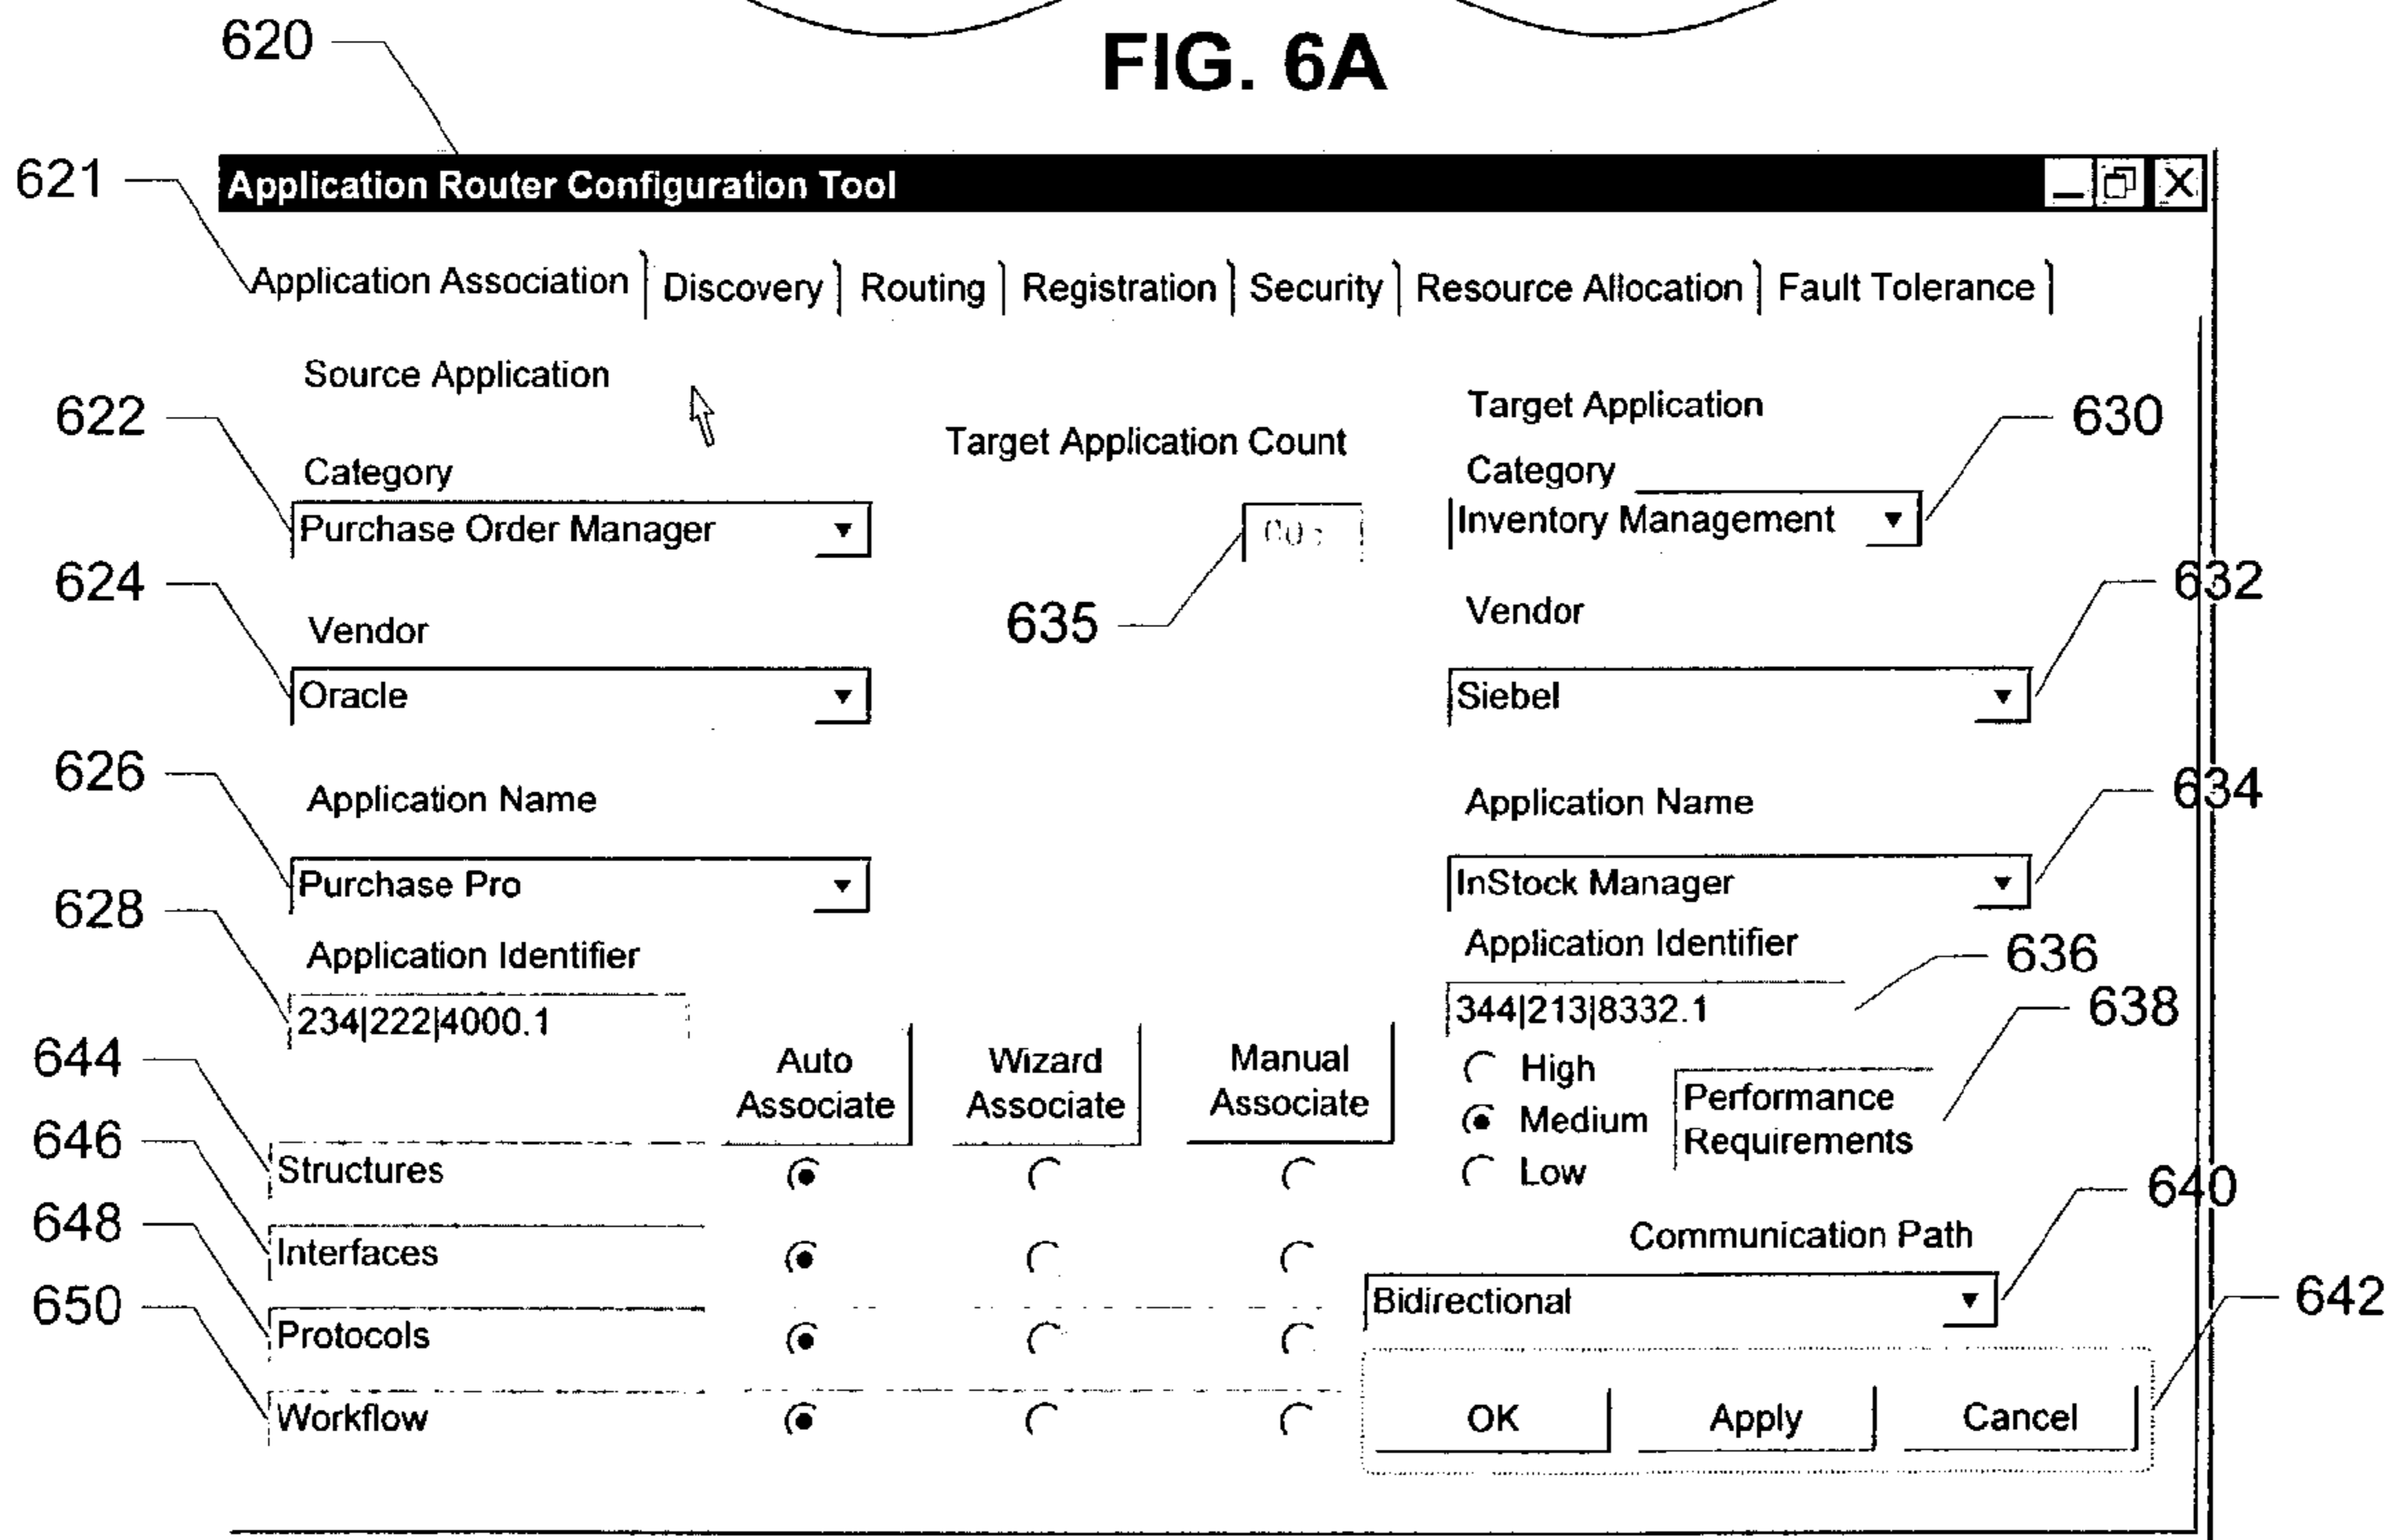 620
FIG. 6A
621
Application Router Configuration Tool
Application Association Discovery Routing Registration Security Resource Allocation Fault Tolerance
Source Application
622
Category
Purchase Order Manager
624
Vendor
Oracle
626
Application Name
Purchase Pro
628
Application Identifier
234|222|4000.1
Target Application Count
635
Target Application
630
Category
Inventory Management
632
Vendor
Siebel
634
Application Name
InStock Manager
Application Identifier
636
344|213|8332.1
638
High
Medium
Low
Performance
Requirements
640
Communication Path
Bidirectional
642
OK Apply Cancel
Auto
Associate
Wizard
Associate
Manual
Associate
644
Structures
646
Interfaces
648
Protocols
650
Workflow